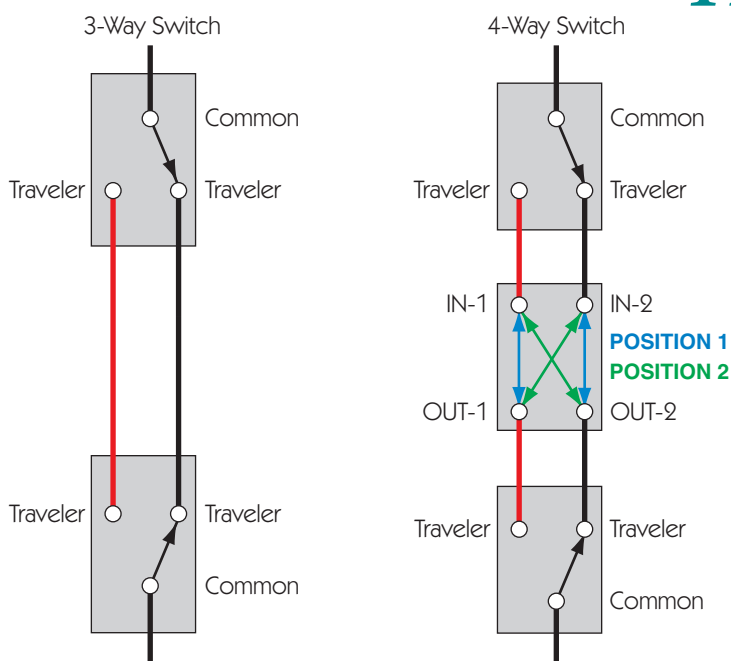 3-Way Switch
Common
Traveler Traveler
Traveler Traveler
Common
4-Way Switch
Common
Traveler Traveler
IN-1 IN-2
POSITION 1
POSITION 2
OUT-1 OUT-2
Traveler Traveler
Common